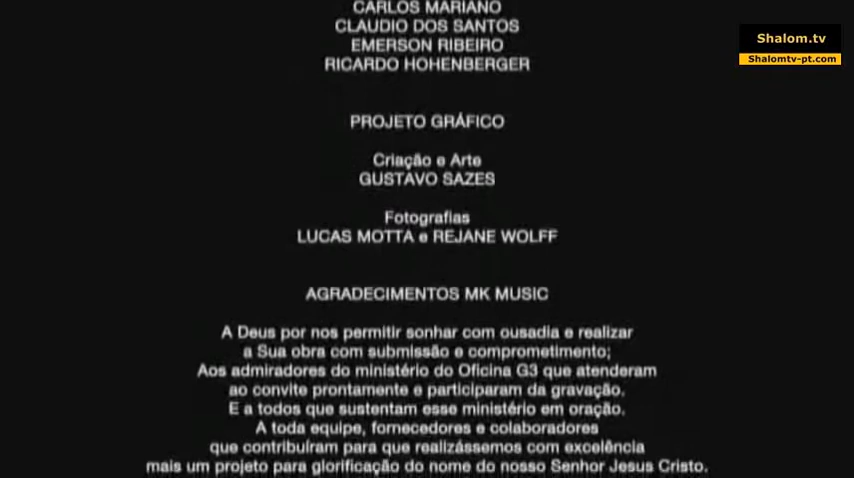 CARLOS MARIANO
CLAUDIO DOS SANTOS
EMERSON RIBEIRO
RICARDO HOHENBERGER
Shalom.tv
Shalomtv-pt.com
PROJETO GRÁFICO
Criação e Arte
GUSTAVO SAZES
Fotografias
LUCAS MOTTA e REJANE WOLFF
AGRADECIMENTOS MK MUSIC
A Deus por nos permitir sonhar com ousadia e realizar
a Sua obra com submissão e comprometimento;
Aos admiradores do ministério do Oficina G3 que atenderam
ao convite prontamente e participaram da gravação.
E a todos que sustentam esse ministério em oração.
A toda equipe, fornecedores e colaboradores
que contribuíram para que realizássemos com excelência
mais um projeto para glorificação do nome do nosso Senhor Jesus Cristo.